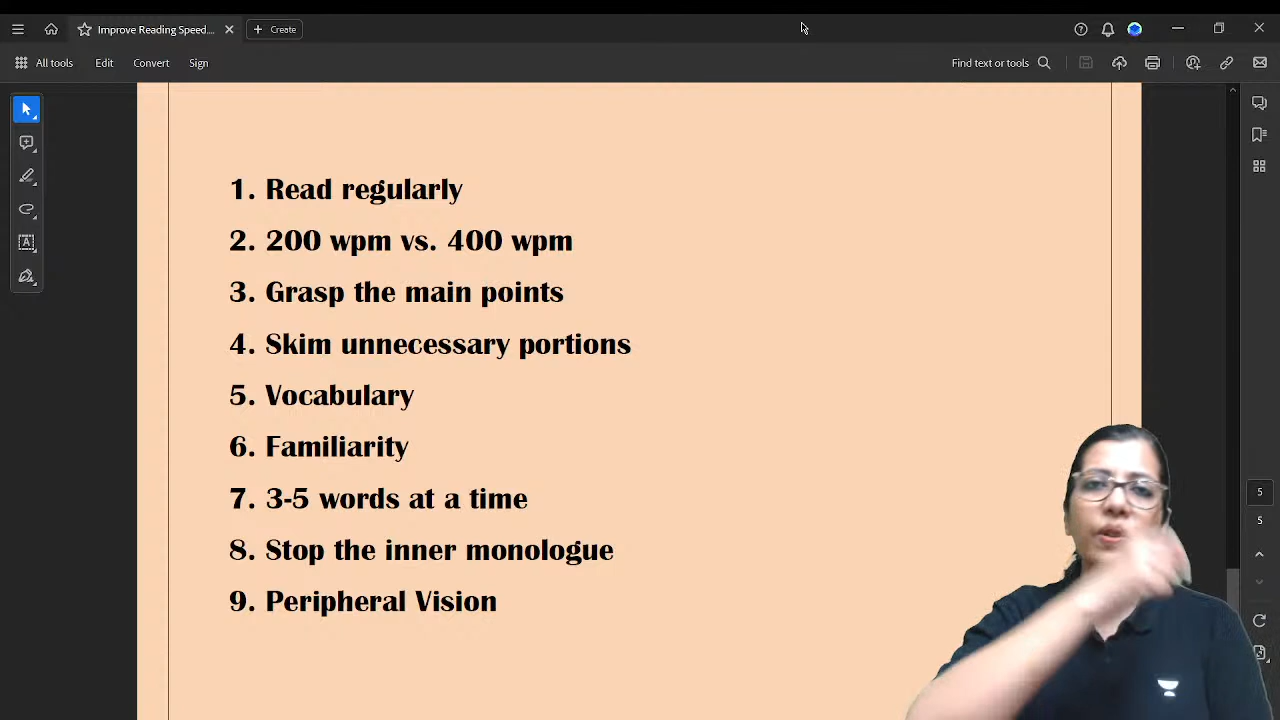 Improve Reading Speed...
Create
All tools
Edit
Convert
Sign
Find text or tools
1. Read regularly
2. 200 wpm vs. 400 wpm
3. Grasp the main points
4. Skim unnecessary portions
5. Vocabulary
6. Familiarity
7. 3-5 words at a time
8. Stop the inner monologue
9. Peripheral Vision
5
5